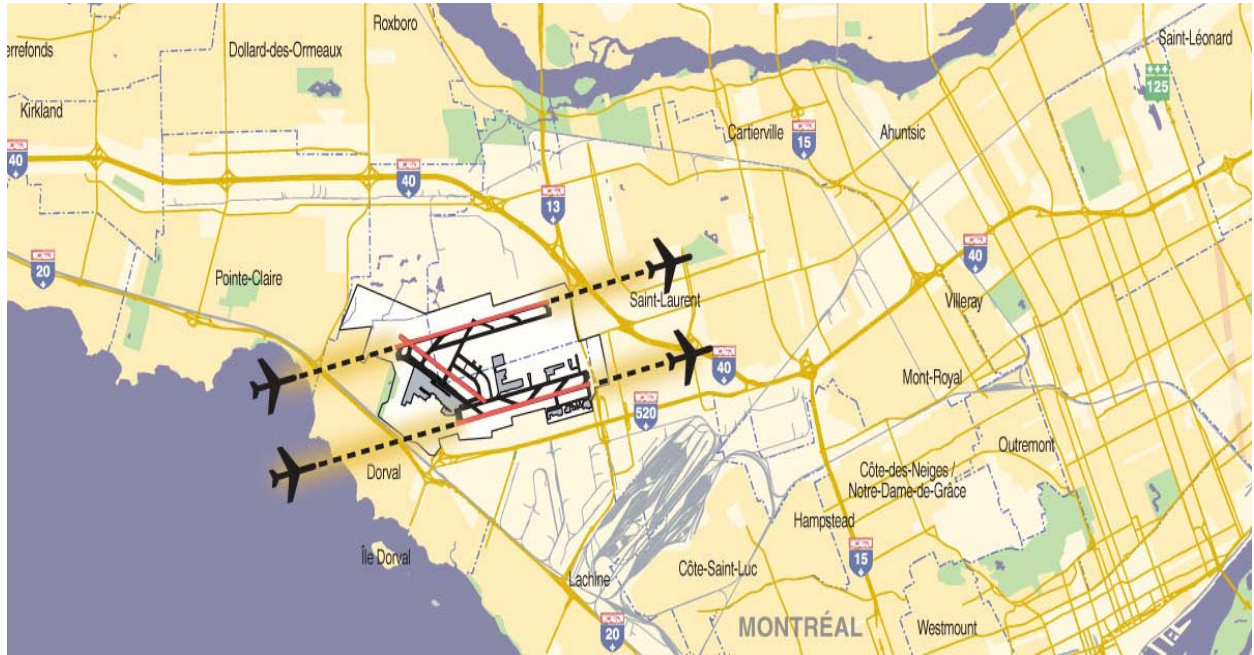 Roxboro
Saint-Léonard
errefonds
Dollard-des-Ormeaux
125
Kirkland
Cartierville
15
Ahuntsic
40
40
13
40
20
Pointe-Claire
Saint-Laurent
Villeray
40
Mont-Royal
520
Outremont
Dorval
Côte-des-Neiges /
Notre-Dame-de-Grâce
Hampstead
Île Dorval
15
Lachine
Côte-Saint-Luc
20
MONTRÉAL
Westmount